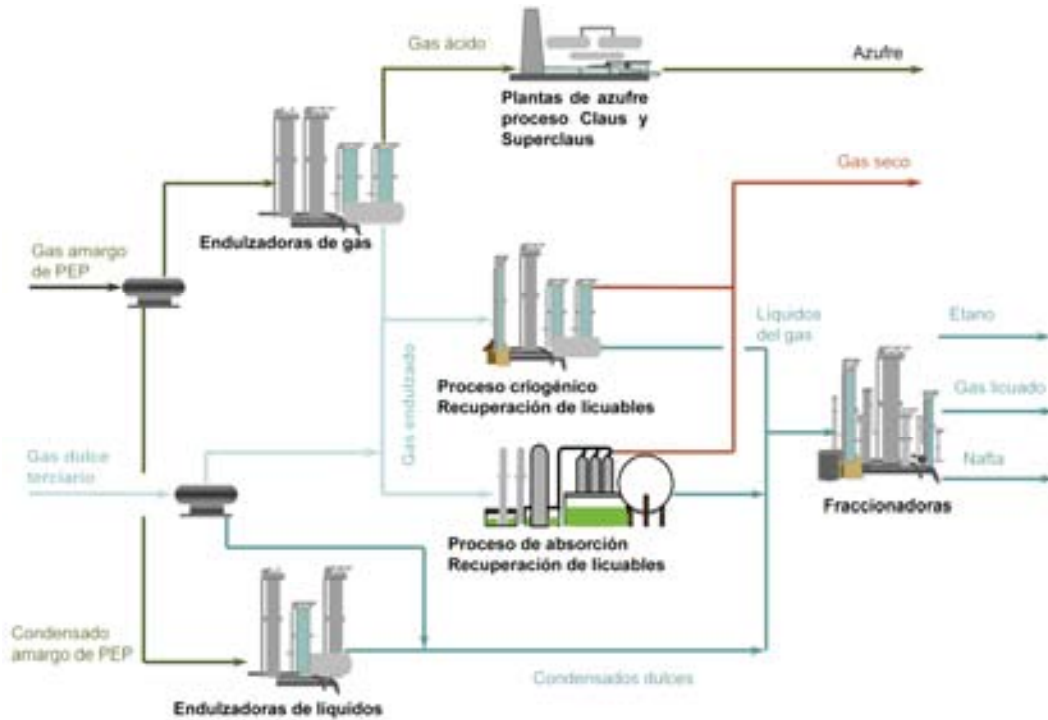 Gas ácido
Azufre
Plantas de azufre
proceso Claus y
Superclaus
Gas seco
Endulzadoras de gas
Gas amargo
de PEP
Líquidos
del gas
Etano
Proceso criogénico
Recuperación de licuables
Gas licuado
Gas endulzado
Gas dulce
terciario
Nafta
Fraccionadoras
Proceso de absorción
Recuperación de licuables
Condensado
amargo de PEP
Condensados dulces
Endulzadoras de líquidos